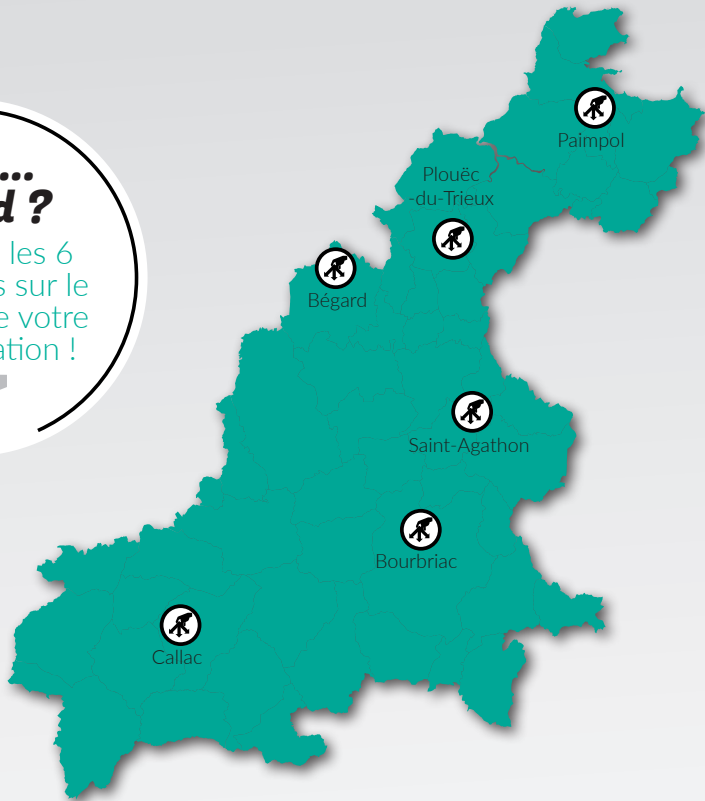 ...
d ?
les 6
s sur le
e votre
ation !
Paimpol
Plouëc
-du-Trieux
Bégard
Saint-Agathon
Bourbriac
Callac